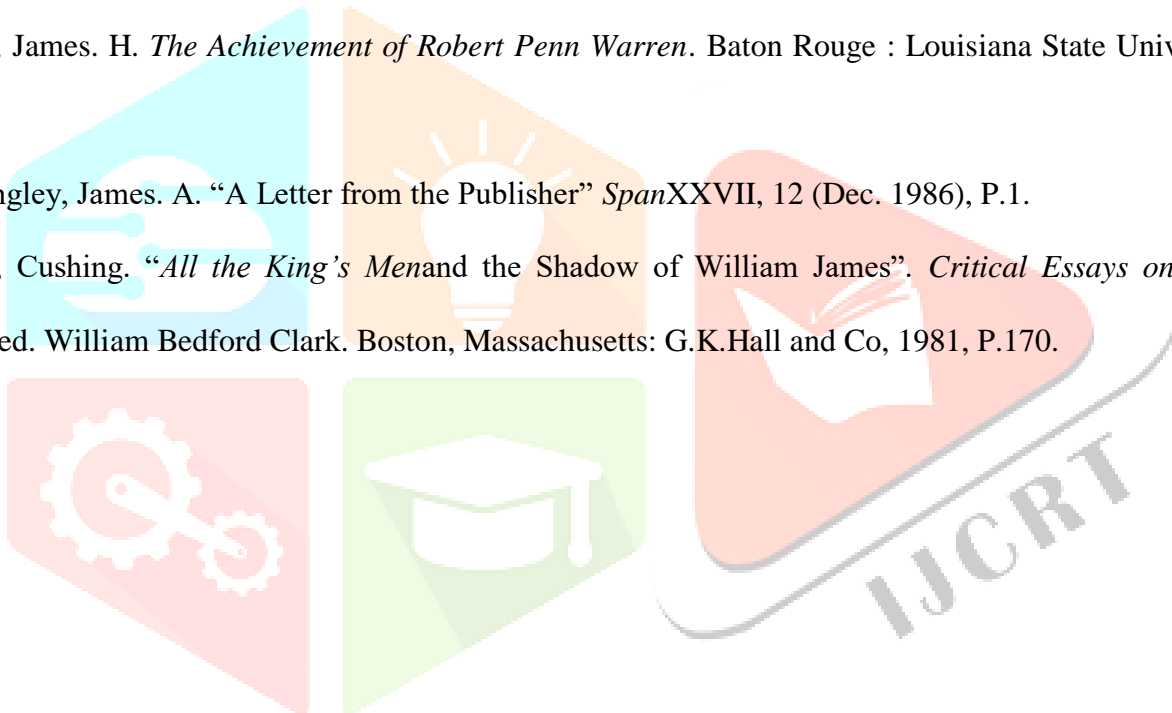 , James. H. The Achievement of Robert Penn Warren. Baton Rouge : Louisiana State Univ
ngley, James. A. “A Letter from the Publisher” SpanXXVII, 12 (Dec. 1986), P.1.
, Cushing. “All the King’s Menand the Shadow of William James”. Critical Essays on
ed. William Bedford Clark. Boston, Massachusetts: G.K.Hall and Co, 1981, P.170.
IJCRT